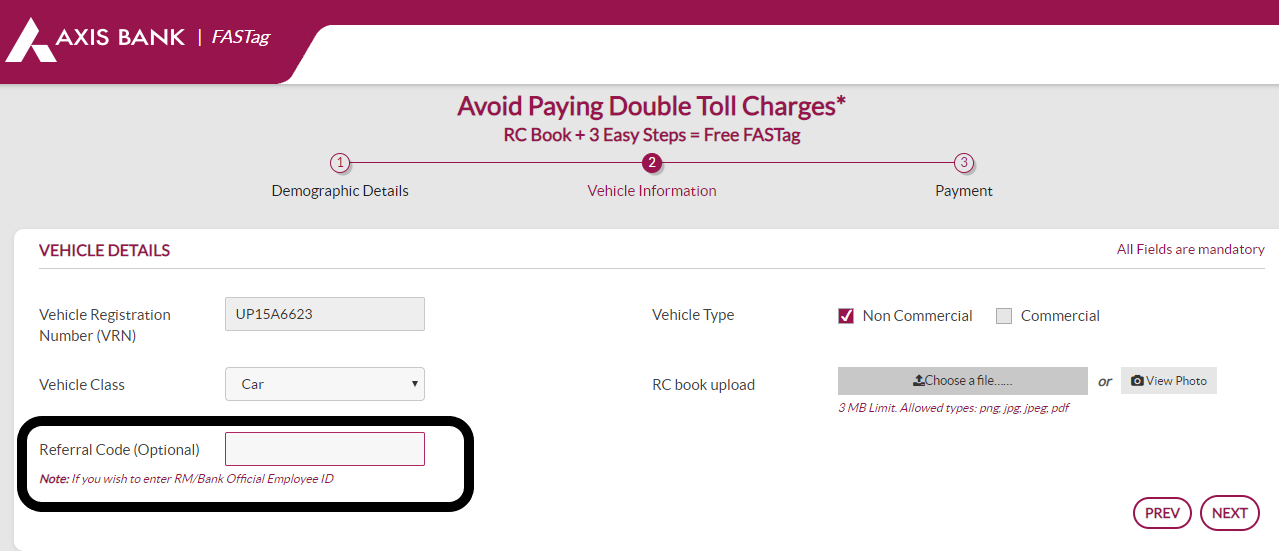 AXIS BANK | FASTag
Avoid Paying Double Toll Charges*
RC Book + 3 Easy Steps = Free FASTag
1 2 3
Demographic Details Vehicle Information Payment
VEHICLE DETAILS All Fields are mandatory
Vehicle Registration Number (VRN) UP15A6623 Vehicle Type Non Commercial Commercial
Vehicle Class Car RC book upload Choose a file...... or View Photo
3 MB Limit. Allowed types: png, jpg, jpeg, pdf
Referral Code (Optional)
Note: If you wish to enter RM/Bank Official Employee ID
PREV NEXT